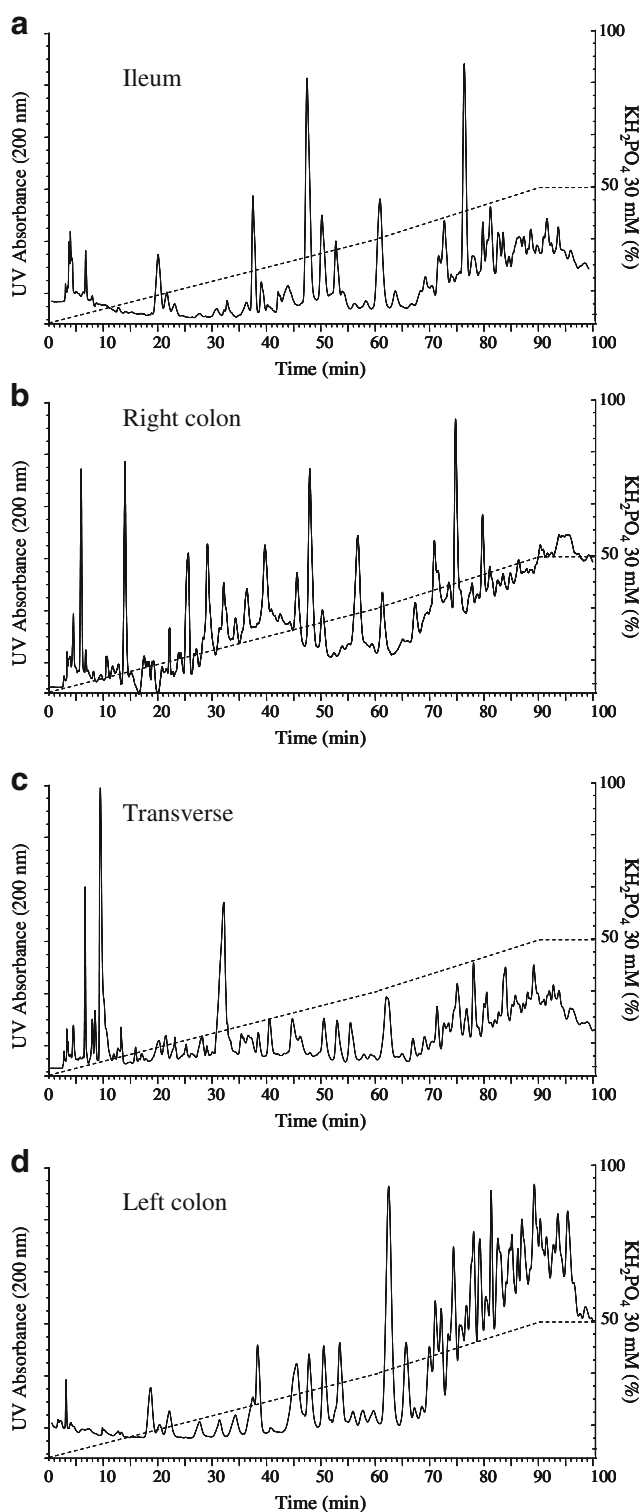 a
Ileum
UV Absorbance (200 nm)
100
50
KH₂PO₄ 30 mM (%)
0 10 20 30 40 50 60 70 80 90 100
Time (min)
b
Right colon
UV Absorbance (200 nm)
100
50
KH₂PO₄ 30 mM (%)
0 10 20 30 40 50 60 70 80 90 100
Time (min)
c
Transverse
UV Absorbance (200 nm)
100
50
KH₂PO₄ 30 mM (%)
0 10 20 30 40 50 60 70 80 90 100
Time (min)
d
Left colon
UV Absorbance (200 nm)
100
50
KH₂PO₄ 30 mM (%)
0 10 20 30 40 50 60 70 80 90 100
Time (min)